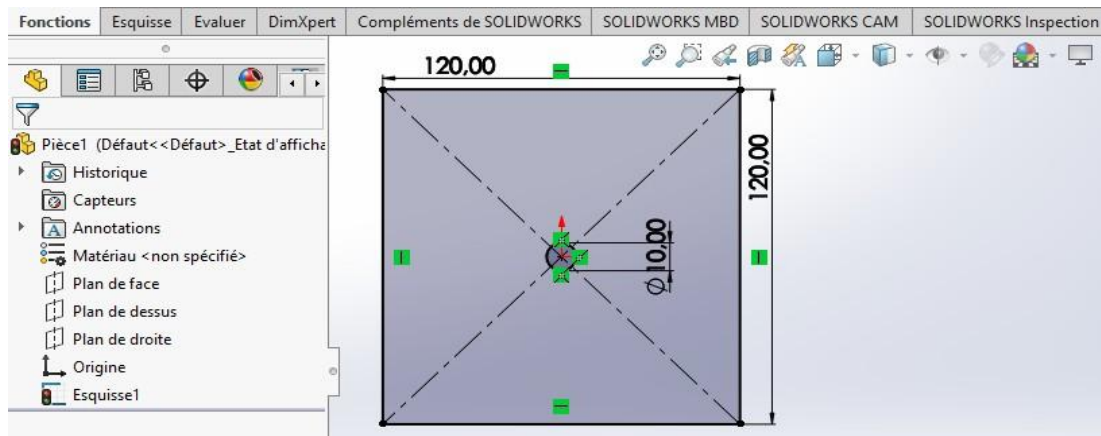 Fonctions Esquisse Evaluer DimXpert Compléments de SOLIDWORKS SOLIDWORKS MBD SOLIDWORKS CAM SOLIDWORKS Inspection
Pièce1 (Défaut<<Défaut>_Etat d'afficha
Historique
Capteurs
A Annotations
Matériau <non spécifié>
Plan de face
Plan de dessus
Plan de droite
Origine
Esquisse1
120,00
120,00
Ø 10,00